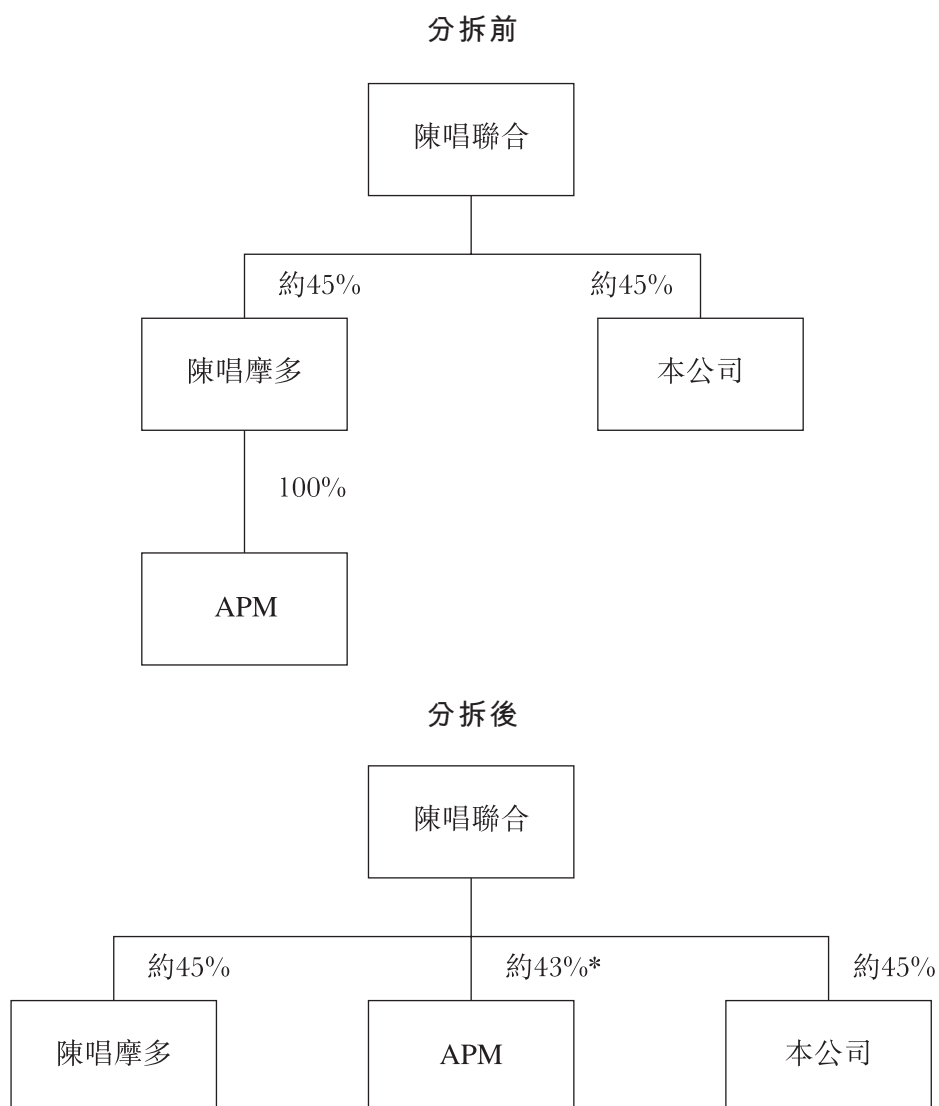 分拆前
陳唱聯合
約45% 約45%
陳唱摩多 本公司
100%
APM
分拆後
陳唱聯合
約45% 約43%* 約45%
陳唱摩多 APM 本公司